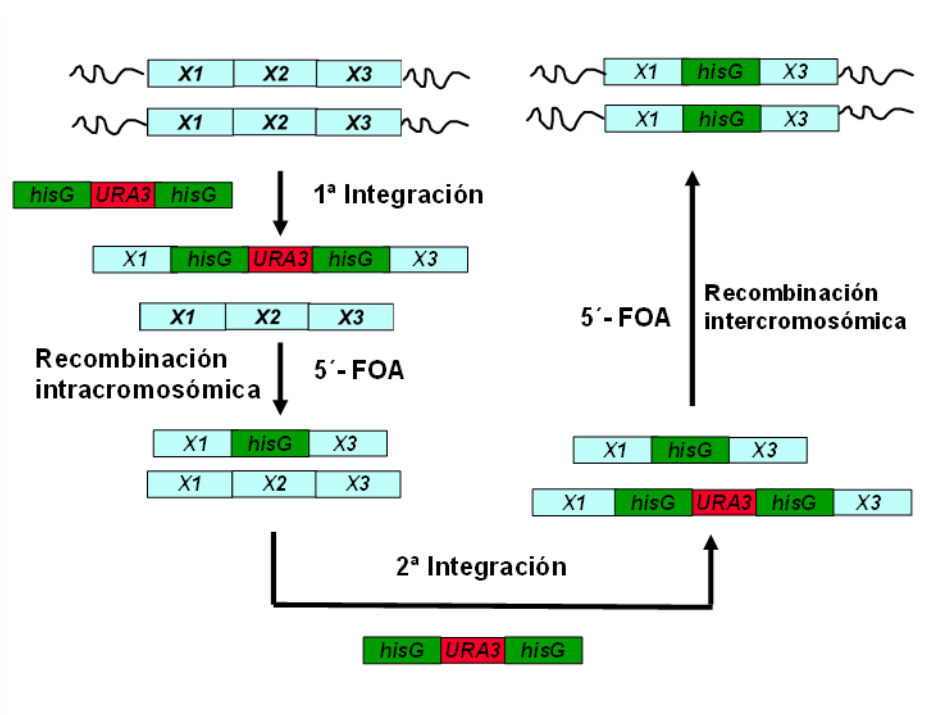 X1 X2 X3
X1 X2 X3
hisG URA3 hisG
1ª Integración
X1 hisG URA3 hisG X3
X1 X2 X3
Recombinación
intracromosómica
5´- FOA
X1 hisG X3
X1 X2 X3
2ª Integración
hisG URA3 hisG
X1 hisG X3
X1 hisG URA3 hisG X3
5´- FOA
Recombinación
intercromosómica
X1 hisG X3
X1 hisG X3